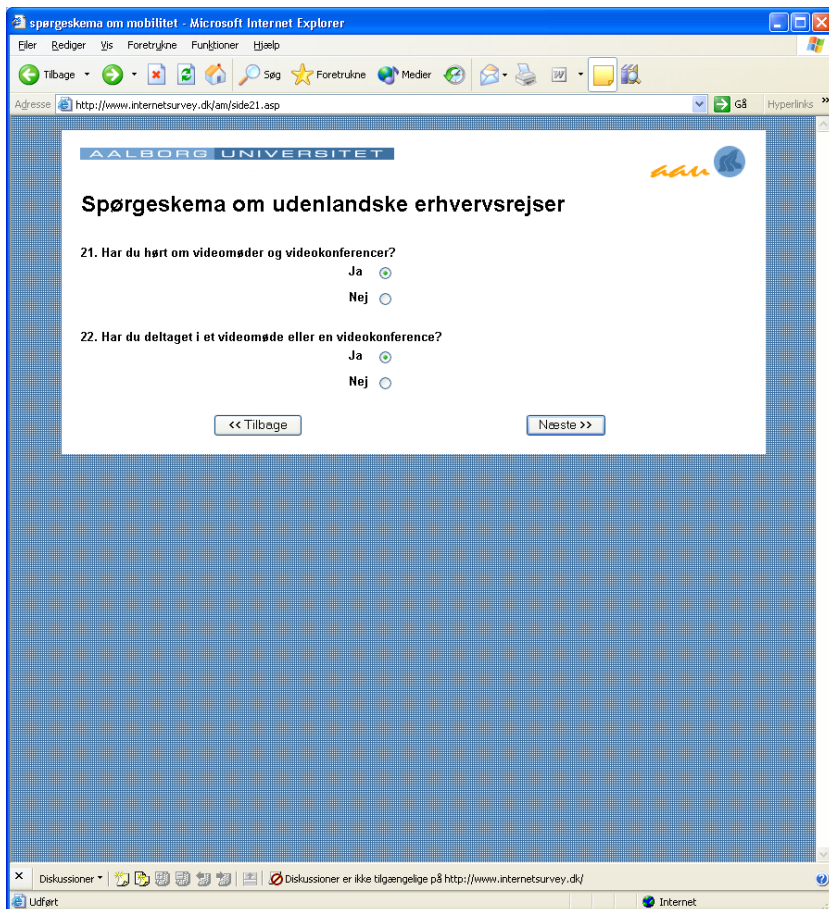 spørgeskema om mobilitet - Microsoft Internet Explorer
Filer Rediger Vis Foretrukne Funktioner Hjælp
Tilbage Søg Foretrukne Medier
Adresse http://www.internetsurvey.dk/am/side21.asp Gå Hyperlinks »
AALBORG UNIVERSITET
aau
Spørgeskema om udenlandske erhvervsrejser
21. Har du hørt om videomøder og videokonferencer?
Ja
Nej
22. Har du deltaget i et videomøde eller en videokonference?
Ja
Nej
<< Tilbage Næste >>
Diskussioner Diskussioner er ikke tilgængelige på http://www.internetsurvey.dk/
Udført Internet